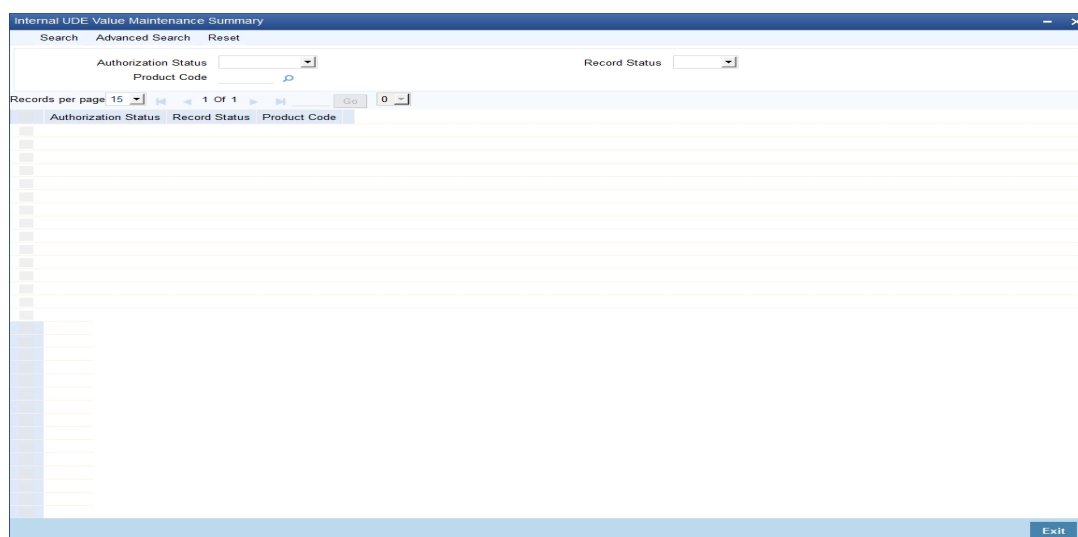 Internal UDE Value Maintenance Summary
Search Advanced Search Reset
Authorization Status Record Status
Product Code
Records per page 15 1 Of 1 Go 0
Authorization Status Record Status Product Code
Exit